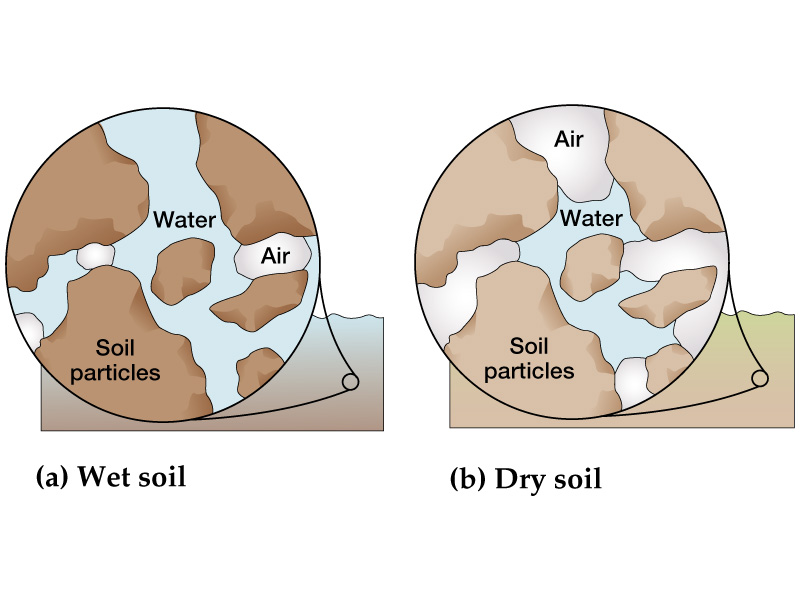 Water
Air
Soil
particles
(a) Wet soil
Air
Water
Soil
particles
(b) Dry soil